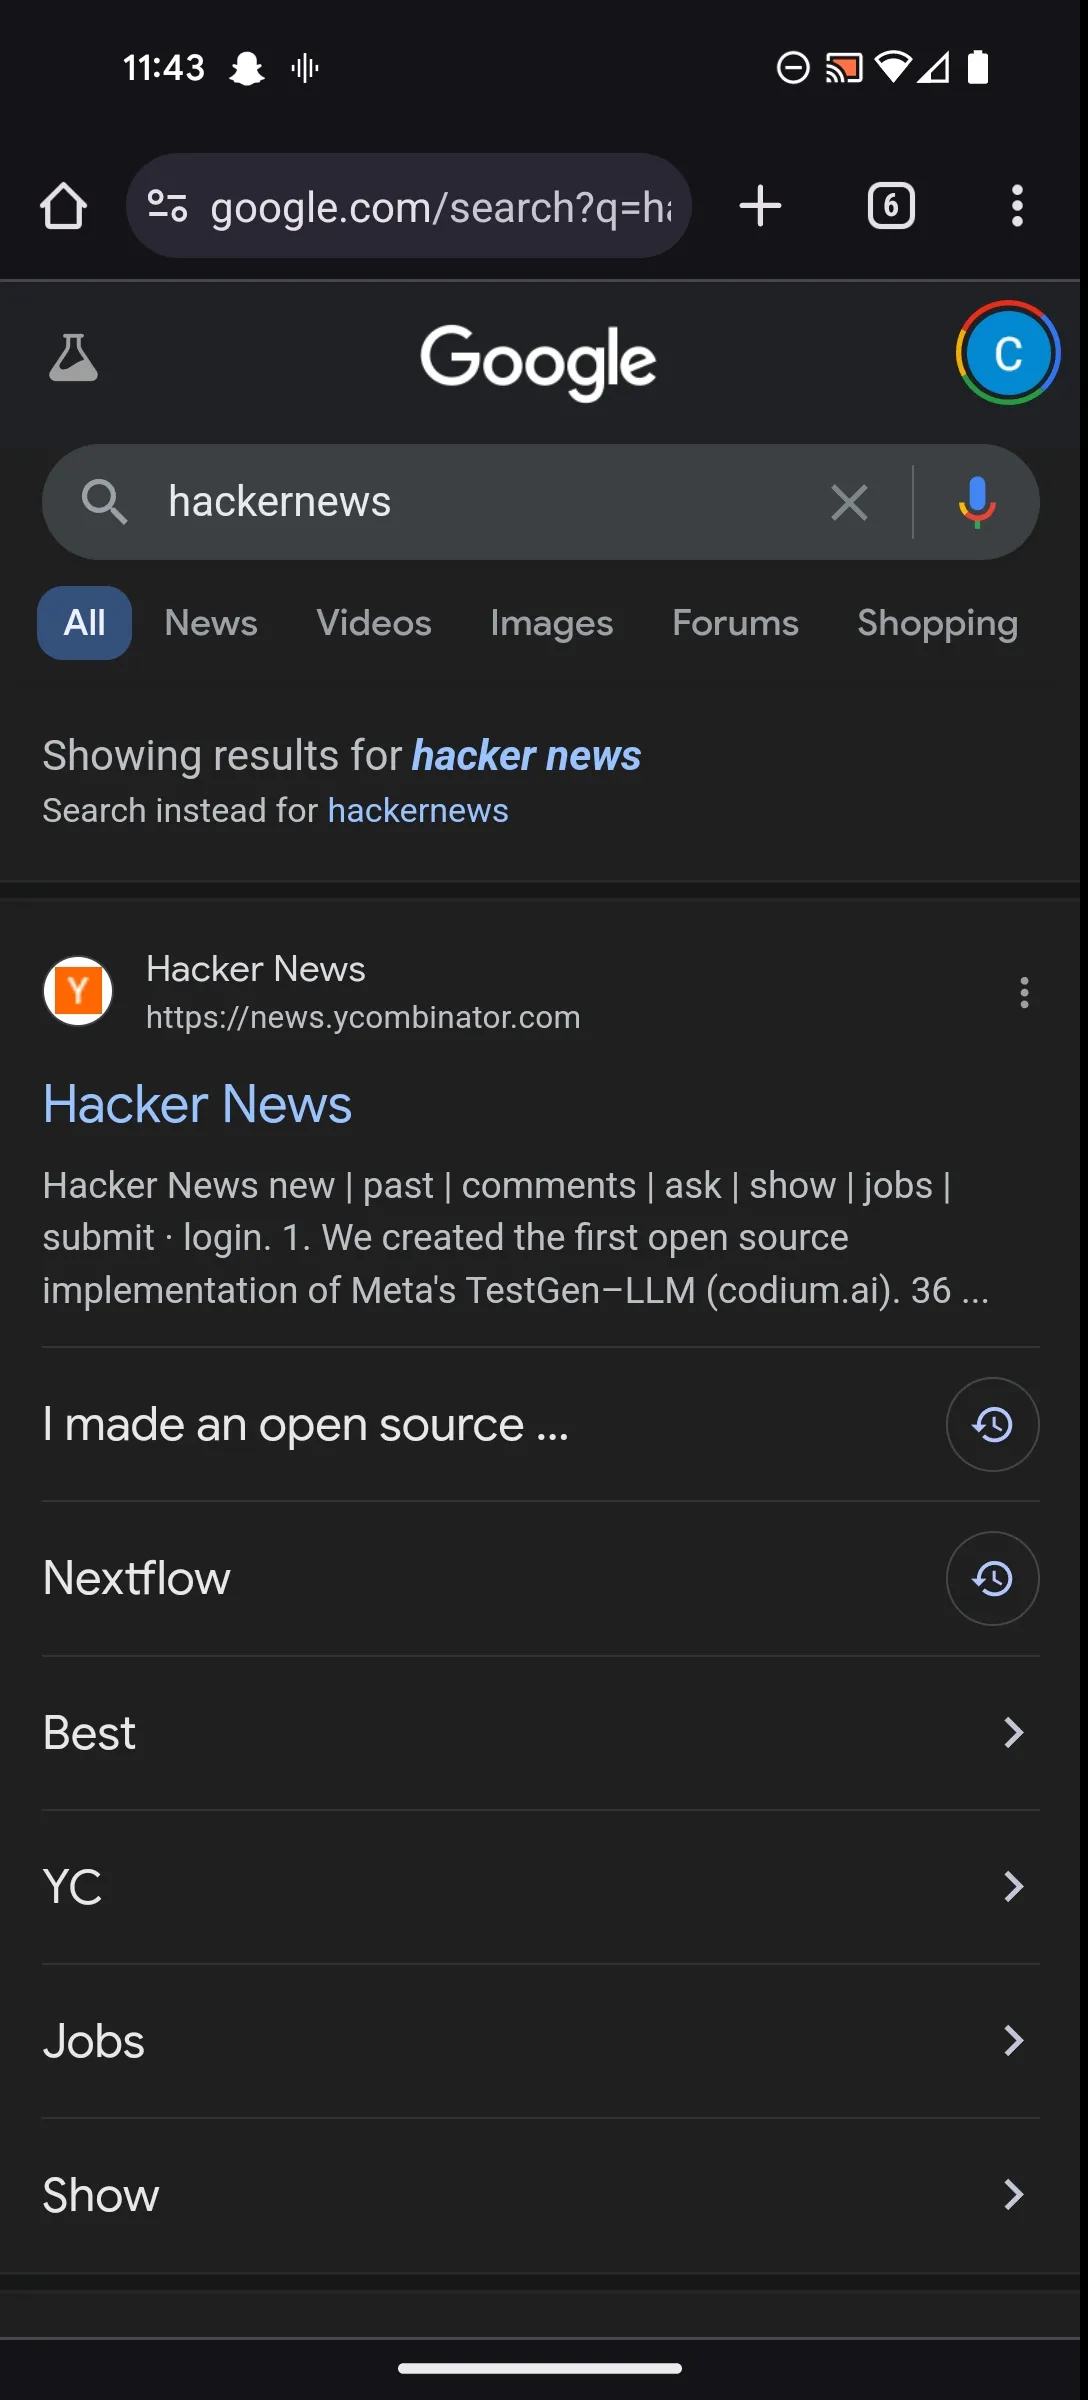 11:43
google.com/search?q=ha
6
Google
C
hackernews
All News Videos Images Forums Shopping
Showing results for hacker news
Search instead for hackernews
Y
Hacker News
https://news.ycombinator.com
Hacker News
Hacker News new | past | comments | ask | show | jobs |
submit · login. 1. We created the first open source
implementation of Meta's TestGen–LLM (codium.ai). 36 ...
I made an open source ...
Nextflow
Best
YC
Jobs
Show